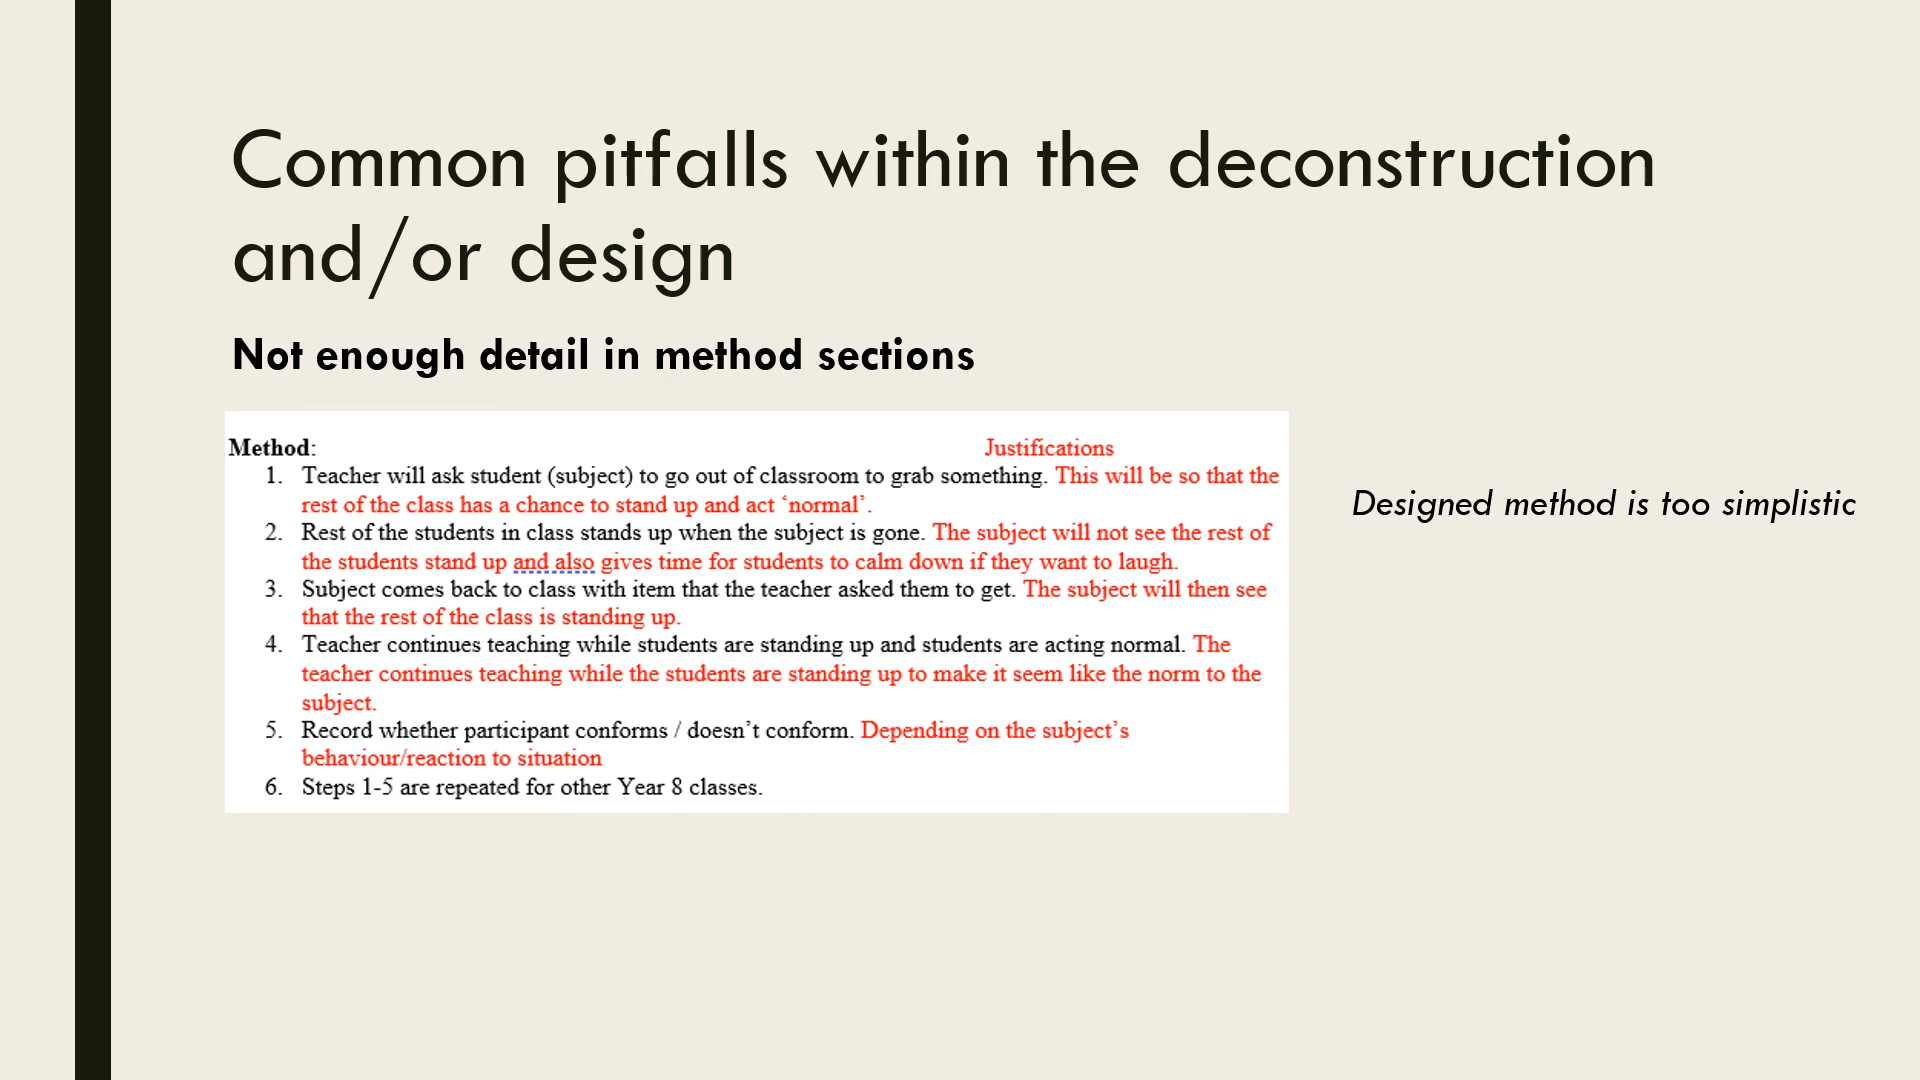 Common pitfalls within the deconstruction
and/or design
Not enough detail in method sections
Method: Justifications
1. Teacher will ask student (subject) to go out of classroom to grab something. This will be so that the
rest of the class has a chance to stand up and act ‘normal’.
2. Rest of the students in class stands up when the subject is gone. The subject will not see the rest of
the students stand up and also gives time for students to calm down if they want to laugh.
3. Subject comes back to class with item that the teacher asked them to get. The subject will then see
that the rest of the class is standing up.
4. Teacher continues teaching while students are standing up and students are acting normal. The
teacher continues teaching while the students are standing up to make it seem like the norm to the
subject.
5. Record whether participant conforms / doesn’t conform. Depending on the subject’s
behaviour/reaction to situation
6. Steps 1-5 are repeated for other Year 8 classes.
Designed method is too simplistic